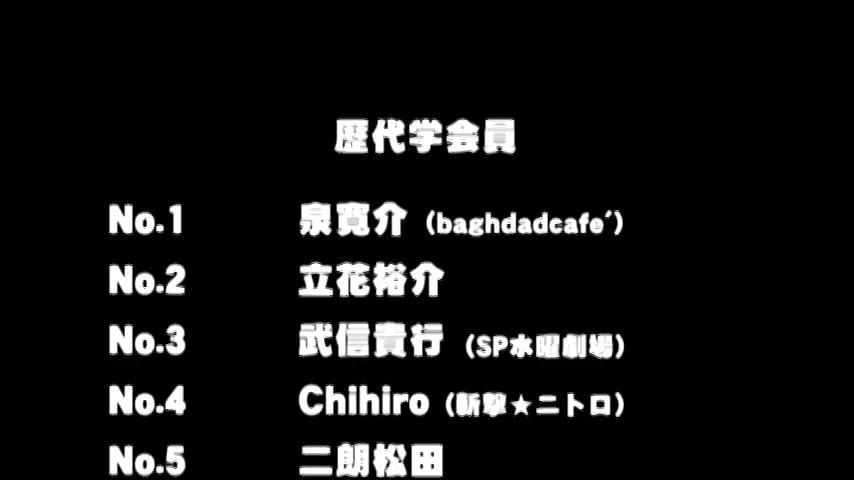 歴代学会員
No.1 泉寛介 (baghdadcafe')
No.2 立花裕介
No.3 武信貴行 (SP水曜劇場)
No.4 Chihiro (斬撃★ニトロ)
No.5 二朗松田